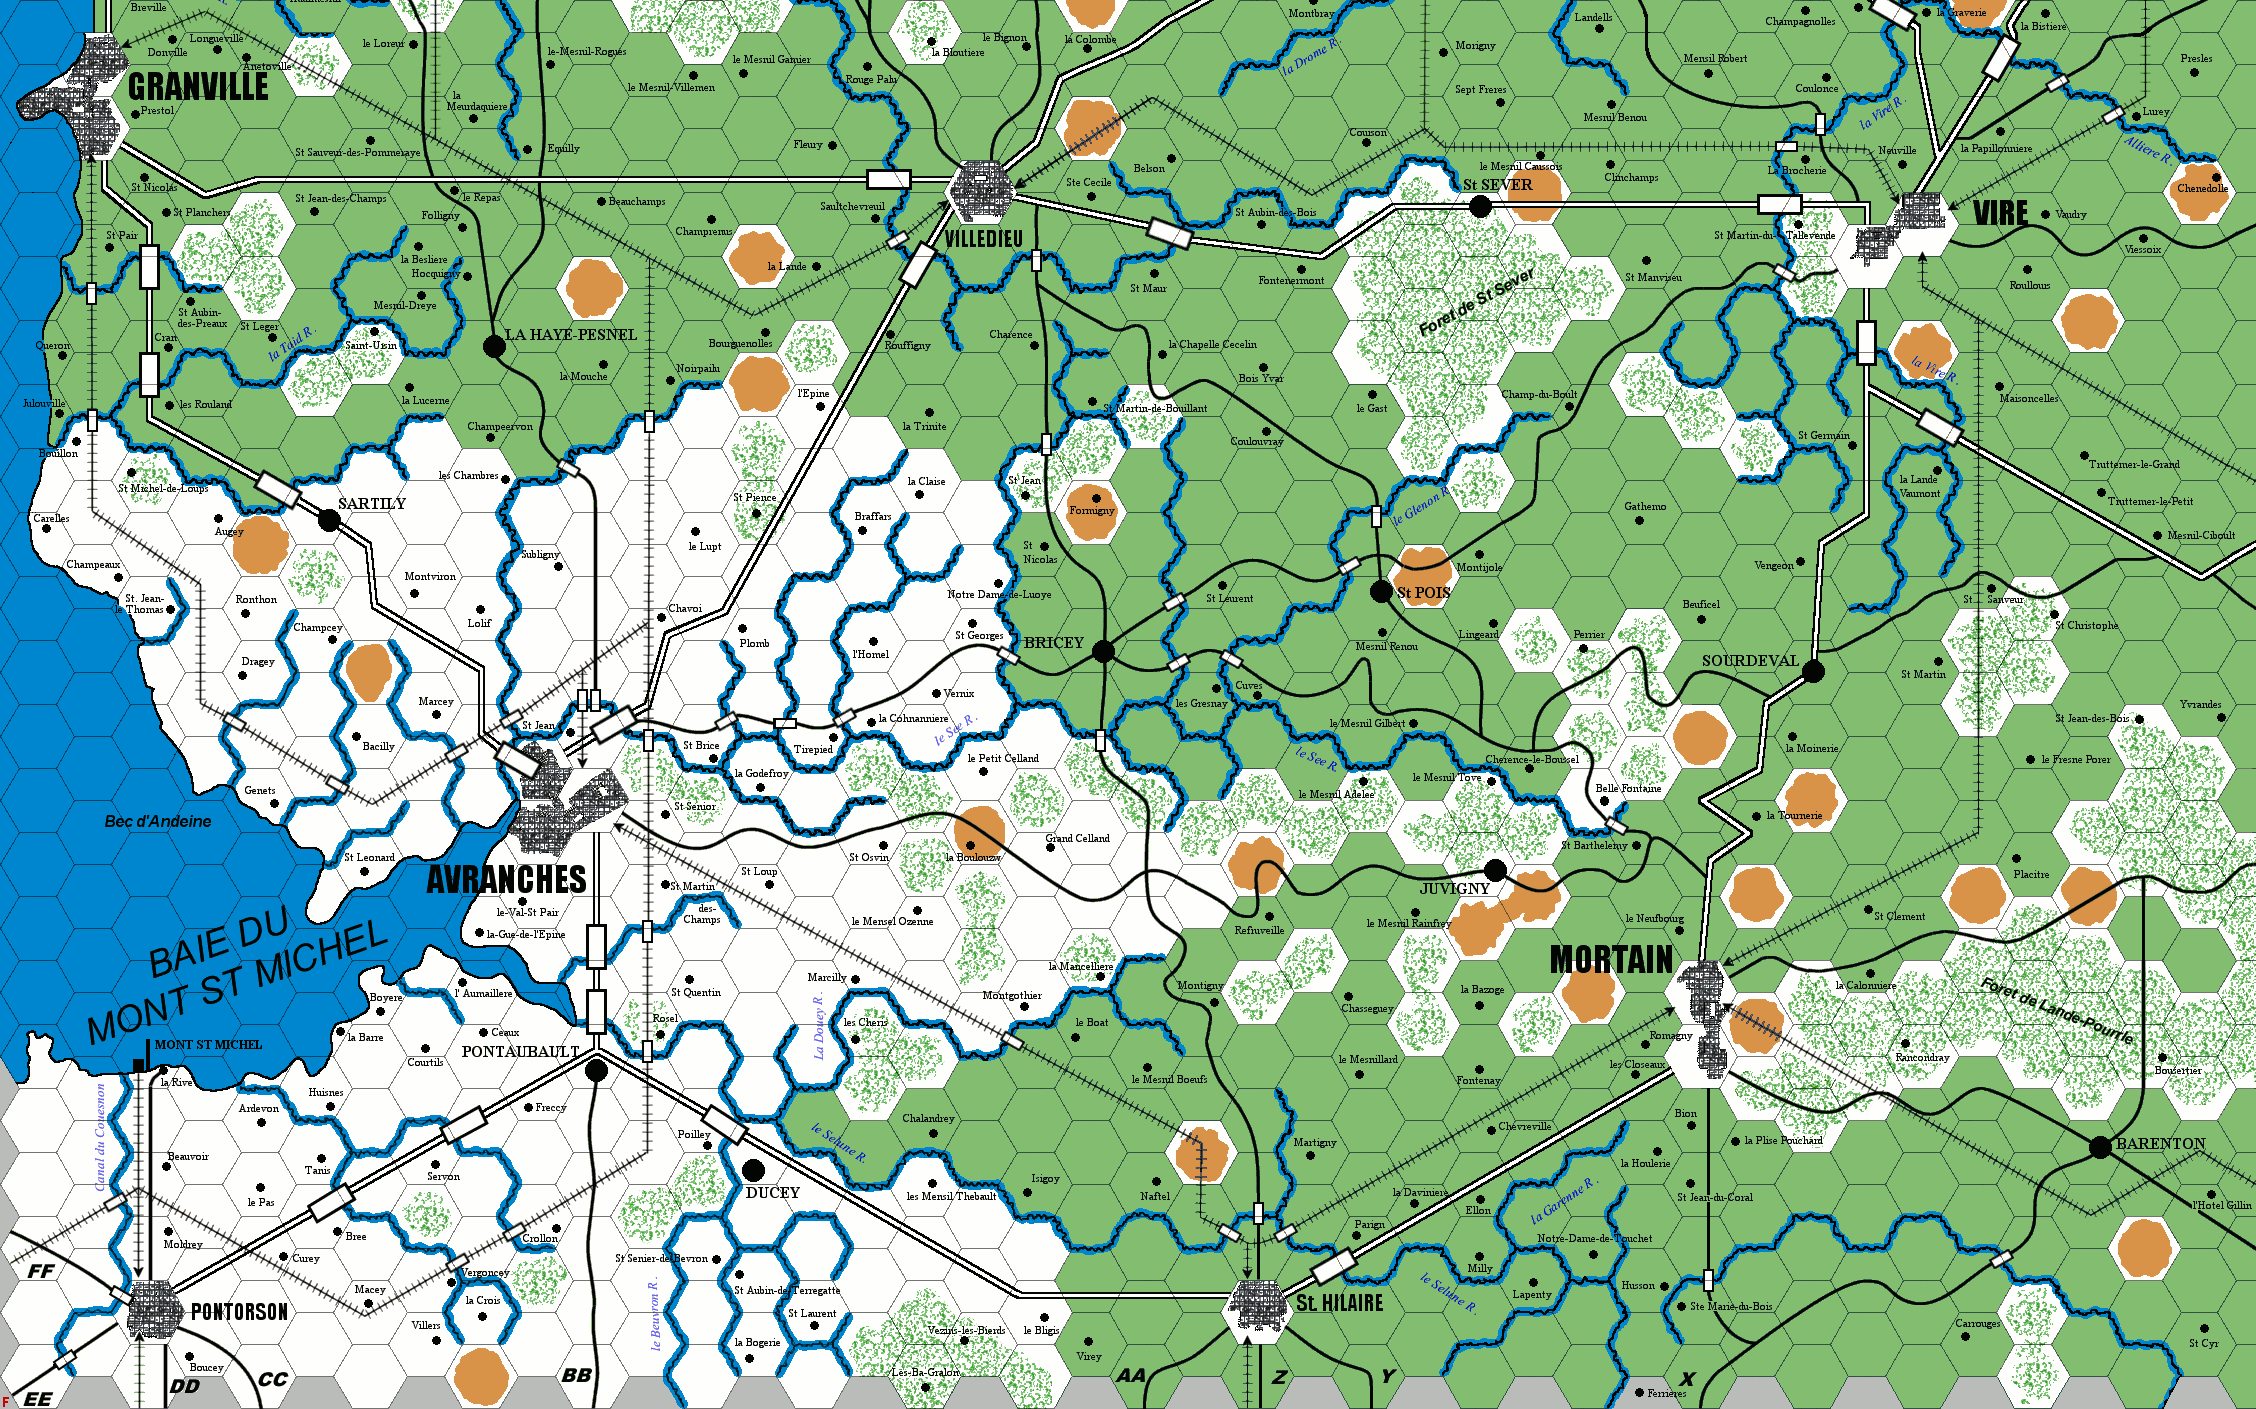 Breville
Longueville
Donville
Anetoville
GRANVILLE
Prestol
le Loreur
la
Meurdaquiere
le-Mesnil-Rogues
le Mesnil-Villemen
le Mesnil Garnier
Rouge Palu
la Bloutiere
le Bignon
la Colombe
Montbray
la Drome R.
Morigny
Sept Freres
Landells
Mensil Robert
Mesnil Benou
Champagnolles
Coulonce
la Graverie
la Bistiere
Presles
Lurey
la Vire R.
Neuville
la Papillonniere
Allière R.
Chenedolle
St Sauveur-des-Pommeraye
Equilly
Fleury
Couson
Belson
Ste Cecile
le Mesnil Caussois
Clinchamps
La Brocherie
St SEVER
St Nicolas
St Planchers
St Jean-des-Champs
le Repas
Folligny
Beauchamps
Champrenus
Saultchevreuil
VILLEDIEU
St Aubin-des-Bois
St Martin-du-
Tallevende
VIRE
Vaudry
Viessoix
St Pair
la Besliere
Hocquigny
Mesnil-Dreye
la Lande
St Maur
Fontenermont
Foret de St Sever
St Manviseu
Roullous
St Aubin-
des-Preaux
St Leger
la Taid R.
Saint-Ursin
Cran
Queron
LA HAYE-PESNEL
la Mouche
Bourguenolles
Noirpailu
l'Epine
Rouffigny
Charence
la Chapelle Cecelin
Bois Yvar
la Vire R.
Maisoncelles
Julouville
les Rouland
la Lucerne
Champeervon
la Trinite
St Martin-de-Bouillant
Coulouvray
le Gast
Champ-du-Boult
St Germain
Bouillon
St Michel-de-Loups
les Chambres
SARTILY
St Pience
la Claise
St Jean
Formigny
le Glenon R.
Gathemo
la Lande
Vaumont
Truttemer-le-Grand
Truttemer-le-Petit
Mesnil-Ciboult
Carelles
Augey
Braffars
le Lupt
St
Nicolas
Subligny
Champeaux
Montviron
Montijole
Vengeon
St. Jean-
le Thomas
Ronthon
Lolif
Chavoi
Notre Dame-de-Luoye
St Leurent
St POIS
Beuficel
St. Sauveur
St Christophe
Champcey
Plomb
l'Homel
St Georges
BRICEY
Mesnil Renou
Lingeard
Perrier
SOURDEVAL
St Martin
Dragey
Marcey
Vernix
Cuves
les Gresnay
Yvrandes
St Jean-des-Bois
Bacilly
St Jean
St Brice
Tirepied
la Cohnanniere
le Sée R.
le Petit Celland
le Mesnil Gilbert
le See R.
Cherence-le-Boussel
la Moinerie
le Fresne Porer
Genets
la Godefroy
le Mesnil Adelee
le Mesnil Tove
Belle Fontaine
la Tournerie
Bec d'Andeine
St Senior
Grand Celland
St Leonard
AVRANCHES
St Loup
St Osvin
la Boulouzw
St Barthelemy
JUVIGNY
Placitre
le-Val-St Pair
St Martin
des-
Champs
le Mensel Ozenne
Refruveille
le Mesnil Rainfrey
le Neufbourg
St Clement
la-Gue-de-l'Epine
BAIE DU
MONT ST MICHEL
MORTAIN
Boyere
l' Aumaillere
St Quentin
Marcilly
Montgothier
la Mancelliere
Montigny
Chasseguey
la Bazoge
la Calonniere
Foret de Lande-Pourrie
la Barre
Ceaux
Rosel
La Douey R.
les Cheris
le Boat
MONT ST MICHEL
PONTAUBAULT
Courtils
Romagny
Rancondray
Bousertier
la Rive
Canal du Couesnon
Ardevon
Huisnes
Freccy
le Mesnil Boeufs
le Mesnillard
Fontenay
les Closeaux
Bion
Chalandrey
Poilley
le Selune R.
Martigny
Chevreville
la Plise Pouchard
BARENTON
Beauvoir
Tanis
Servon
DUCEY
la Houlerie
le Pas
les Mensil Thebault
Isigoy
Naftel
la Daviniere
Ellon
la Garenne R.
St Jean-du-Coral
l'Hotel Gillin
Moldrey
Bree
Crollon
Parign
Notre-Dame-de-Touchet
Curey
Vergoncey
St Senier-de-Bevron
Milly
Husson
FF
Macey
la Crois
St Aubin-de-Terregatte
le Selune R.
Lapenty
Ste Marie-du-Bois
PONTORSON
Villers
le Beuvron R.
St Laurent
Vezins-les-Bierds
le Bligis
St. HILAIRE
Carrouges
St Cyr
Boucey
la Bogerie
Les-Ba-Gralon
Virey
EE
DD
CC
BB
AA
Z
Y
X
Ferrieres
F